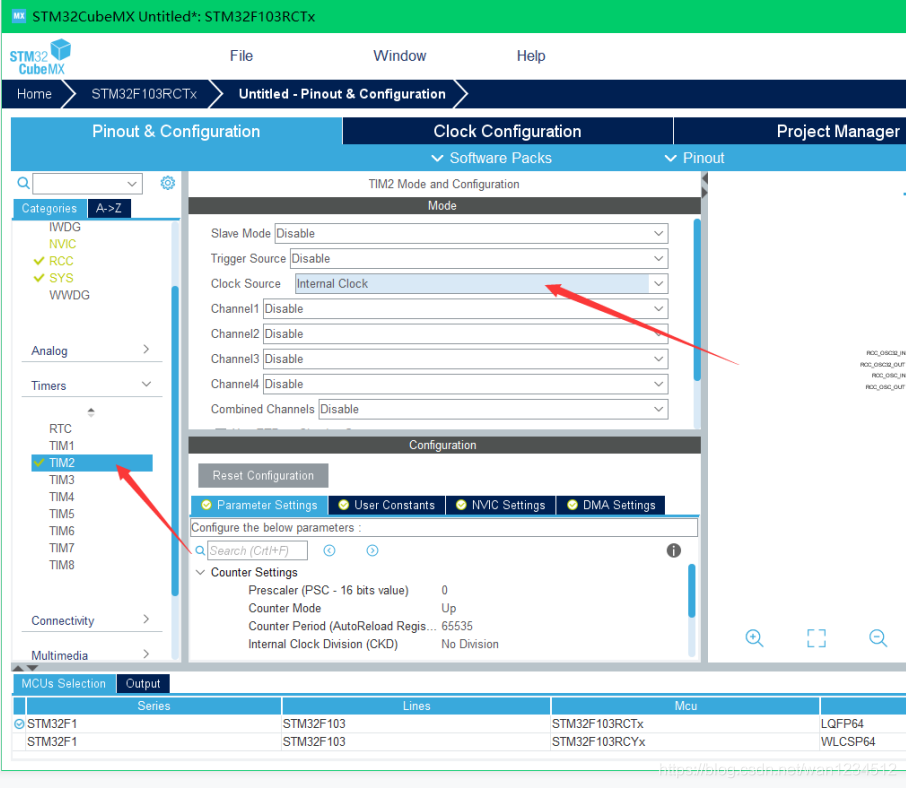 MX STM32CubeMX Untitled*: STM32F103RCTx
STM32
CubeMX
File Window Help
Home STM32F103RCTx Untitled - Pinout & Configuration
Pinout & Configuration Clock Configuration Project Manager
Software Packs Pinout
TIM2 Mode and Configuration
Categories A->Z
Mode
IWDG
NVIC
RCC
SYS
WWDG
Analog
Timers
RTC
TIM1
TIM2
TIM3
TIM4
TIM5
TIM6
TIM7
TIM8
Connectivity
Multimedia
Slave Mode Disable
Trigger Source Disable
Clock Source Internal Clock
Channel1 Disable
Channel2 Disable
Channel3 Disable
Channel4 Disable
Combined Channels Disable
Configuration
Reset Configuration
Parameter Settings User Constants NVIC Settings DMA Settings
Configure the below parameters :
Search (Crtl+F)
Counter Settings
Prescaler (PSC - 16 bits value) 0
Counter Mode Up
Counter Period (AutoReload Regis... 65535
Internal Clock Division (CKD) No Division
RCC_OSC32_IN
RCC_OSC32_OUT
RCC_OSC_IN
RCC_OSC_OUT
MCUs Selection Output
Series Lines Mcu
STM32F1 STM32F103 STM32F103RCTx LQFP64
STM32F1 STM32F103 STM32F103RCYx WLCSP64
https://blog.csdn.net/wan1234512